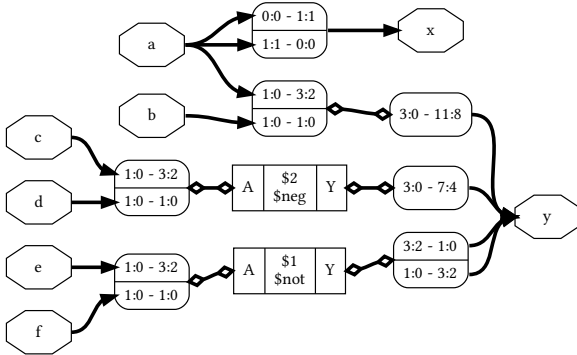 a
0:0 - 1:1
1:1 - 0:0
x
b
1:0 - 3:2
1:0 - 1:0
3:0 - 11:8
c
d
1:0 - 3:2
1:0 - 1:0
A
$2
$neg
Y
3:0 - 7:4
y
e
f
1:0 - 3:2
1:0 - 1:0
A
$1
$not
Y
3:2 - 1:0
1:0 - 3:2